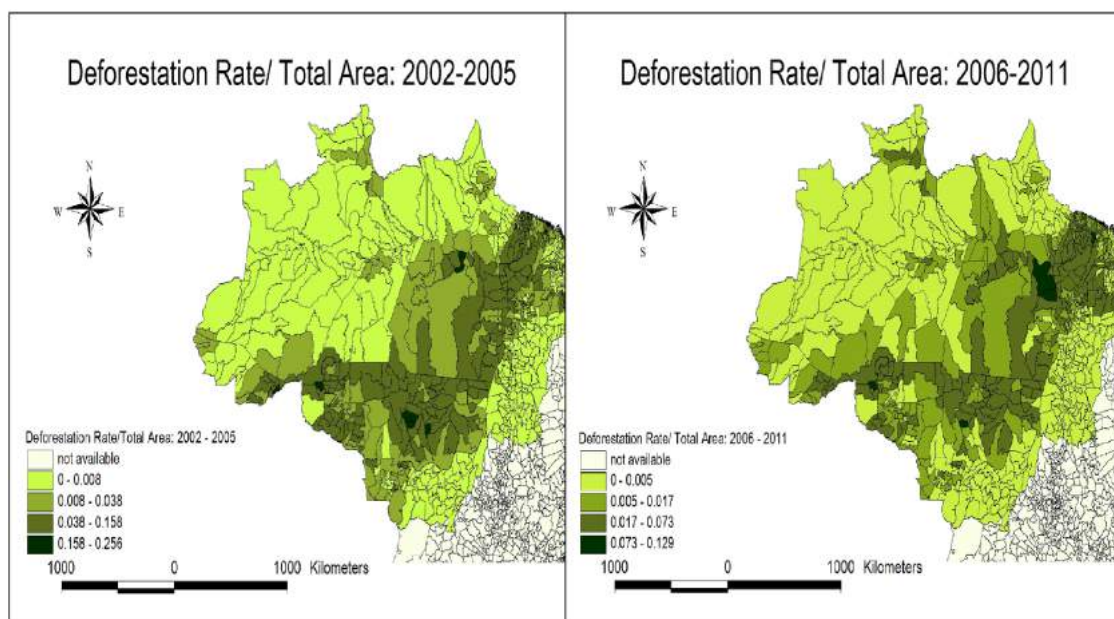 Deforestation Rate/ Total Area: 2002-2005
N
W E
S
Deforestation Rate/Total Area: 2002 - 2005
not available
0 - 0.008
0.008 - 0.038
0.038 - 0.158
0.158 - 0.256
1000 0 1000 Kilometers
Deforestation Rate/ Total Area: 2006-2011
N
W E
S
Deforestation Rate/ Total Area: 2006 - 2011
not available
0 - 0.005
0.005 - 0.017
0.017 - 0.073
0.073 - 0.129
1000 0 1000 Kilometers